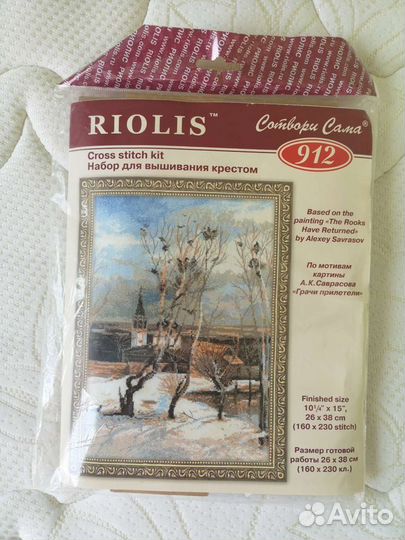 RIOLIS™
Сотвори Сама®
912
Cross stitch kit
Набор для вышивания крестом
Based on the
painting «The Rooks
Have Returned»
by Alexey Savrasov
По мотивам
картины
А.К.Саврасова
«Грачи прилетели»
Finished size
10¹/₄" x 15",
26 x 38 cm
(160 x 230 stitch)
Размер готовой
работы 26 x 38 см
(160 x 230 кл.)
Avito